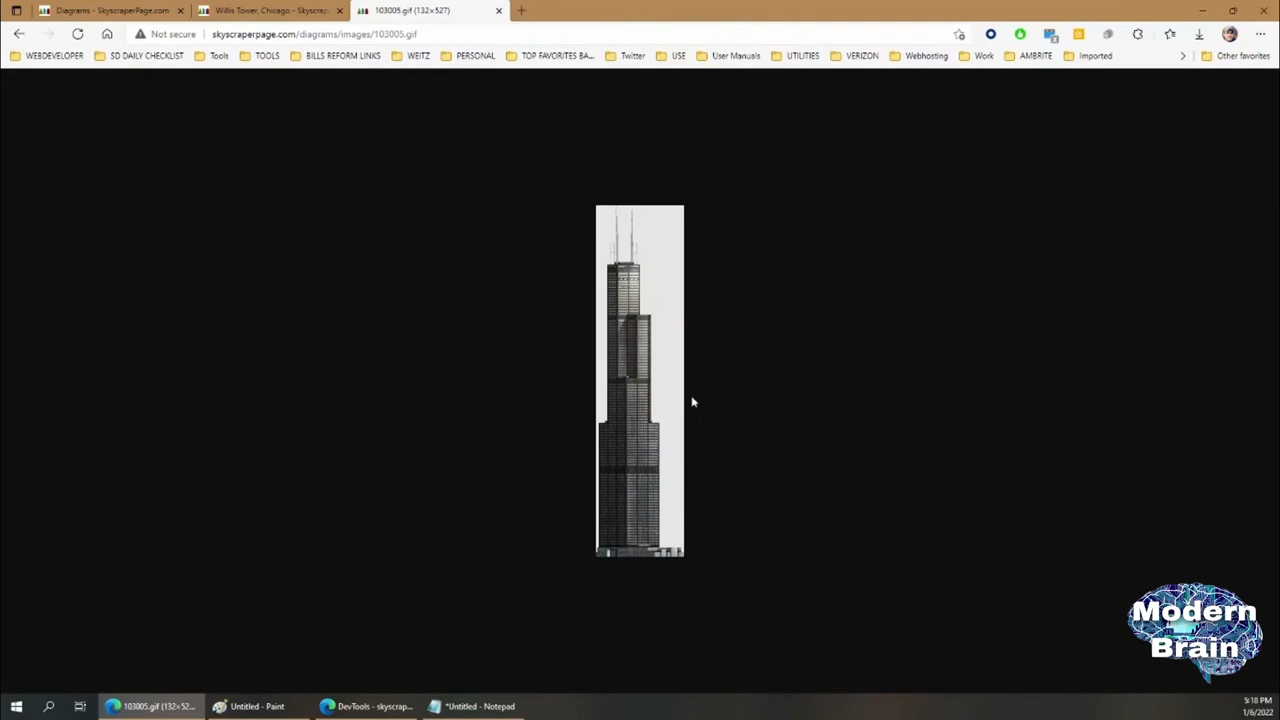 Diagrams - SkyscraperPage.com
Willis Tower, Chicago - Skyscrap
103005.gif (132×527)
Not secure
skyscraperpage.com/diagrams/images/103005.gif
WEBDEVELOPER
SD DAILY CHECKLIST
Tools
TOOLS
BILLS REFORM LINKS
WEITZ
PERSONAL
TOP FAVORITES BA...
Twitter
USE
User Manuals
UTILITIES
VERIZON
Webhosting
Work
AMBRITE
Imported
Other favorites
Modern
Brain
103005.gif (132×52...
Untitled - Paint
DevTools - skyscrap...
*Untitled - Notepad
5:18 PM
1/6/2022